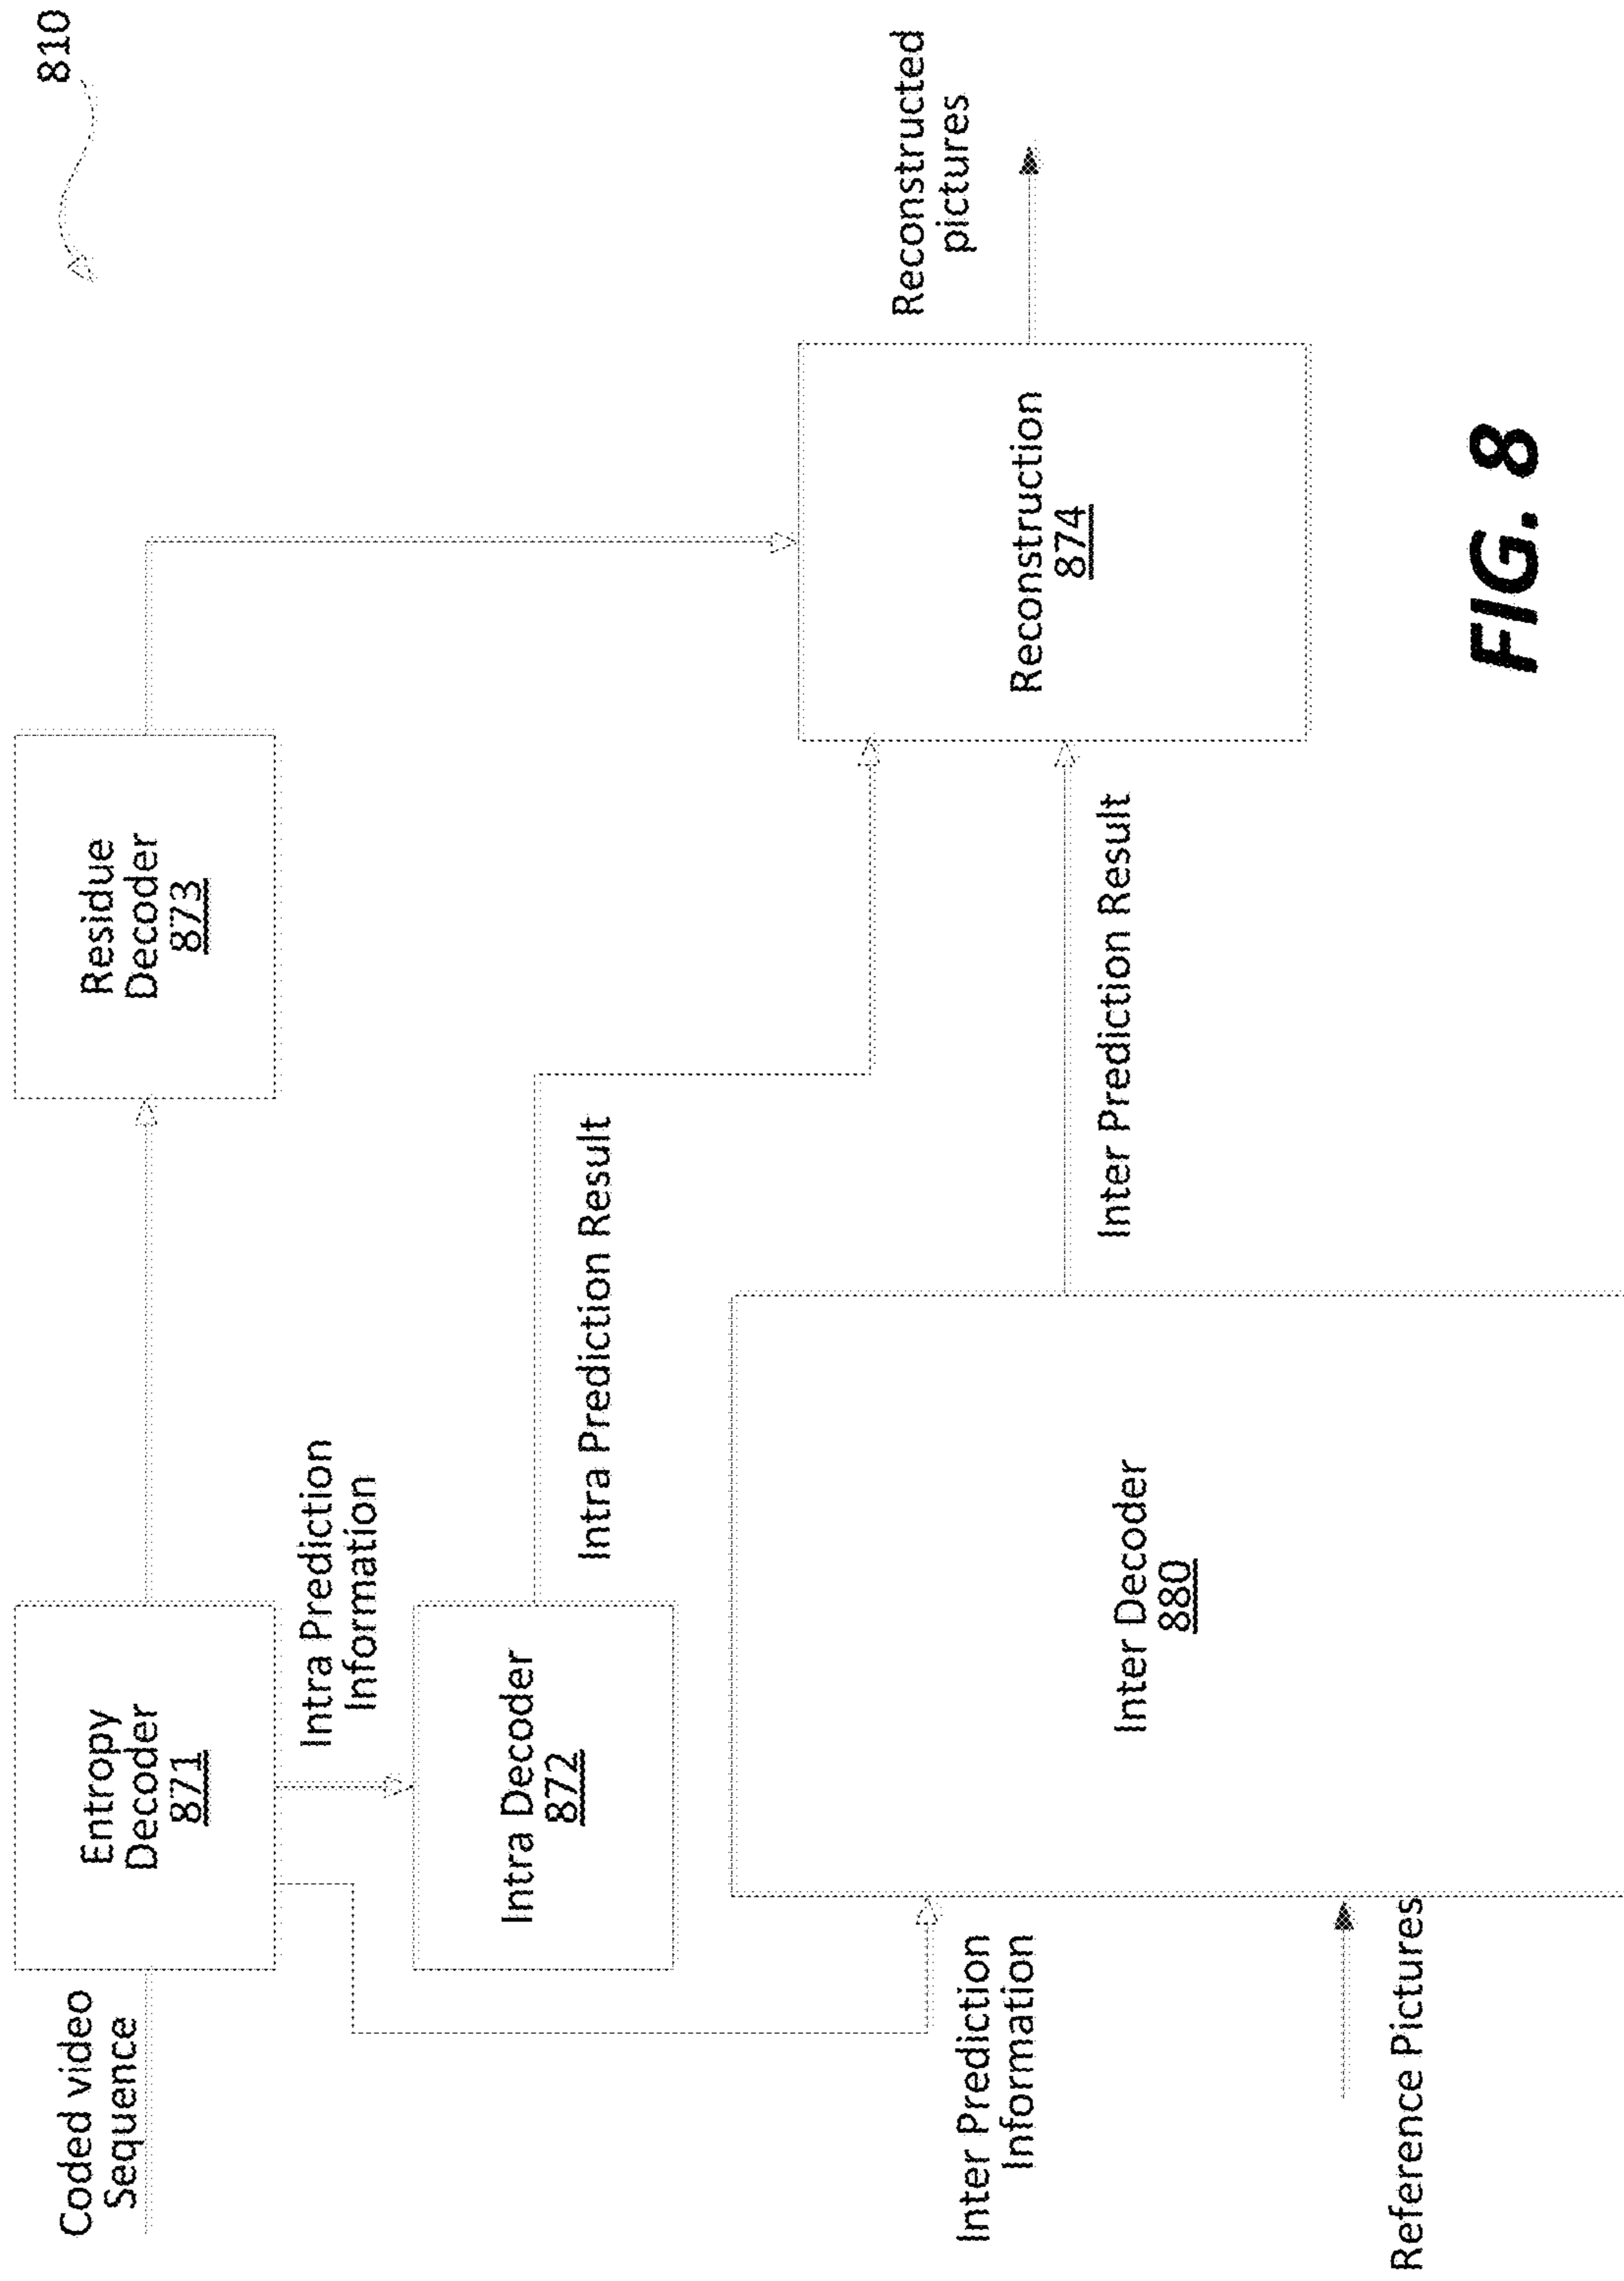 810
Coded video
Sequence
Entropy
Decoder
871
Residue
Decoder
873
Intra Prediction
Information
Intra Decoder
872
Intra Prediction Result
Reconstructed
pictures
Reconstruction
874
Inter Prediction
Information
Inter Decoder
880
Inter Prediction Result
Reference Pictures
FIG. 8